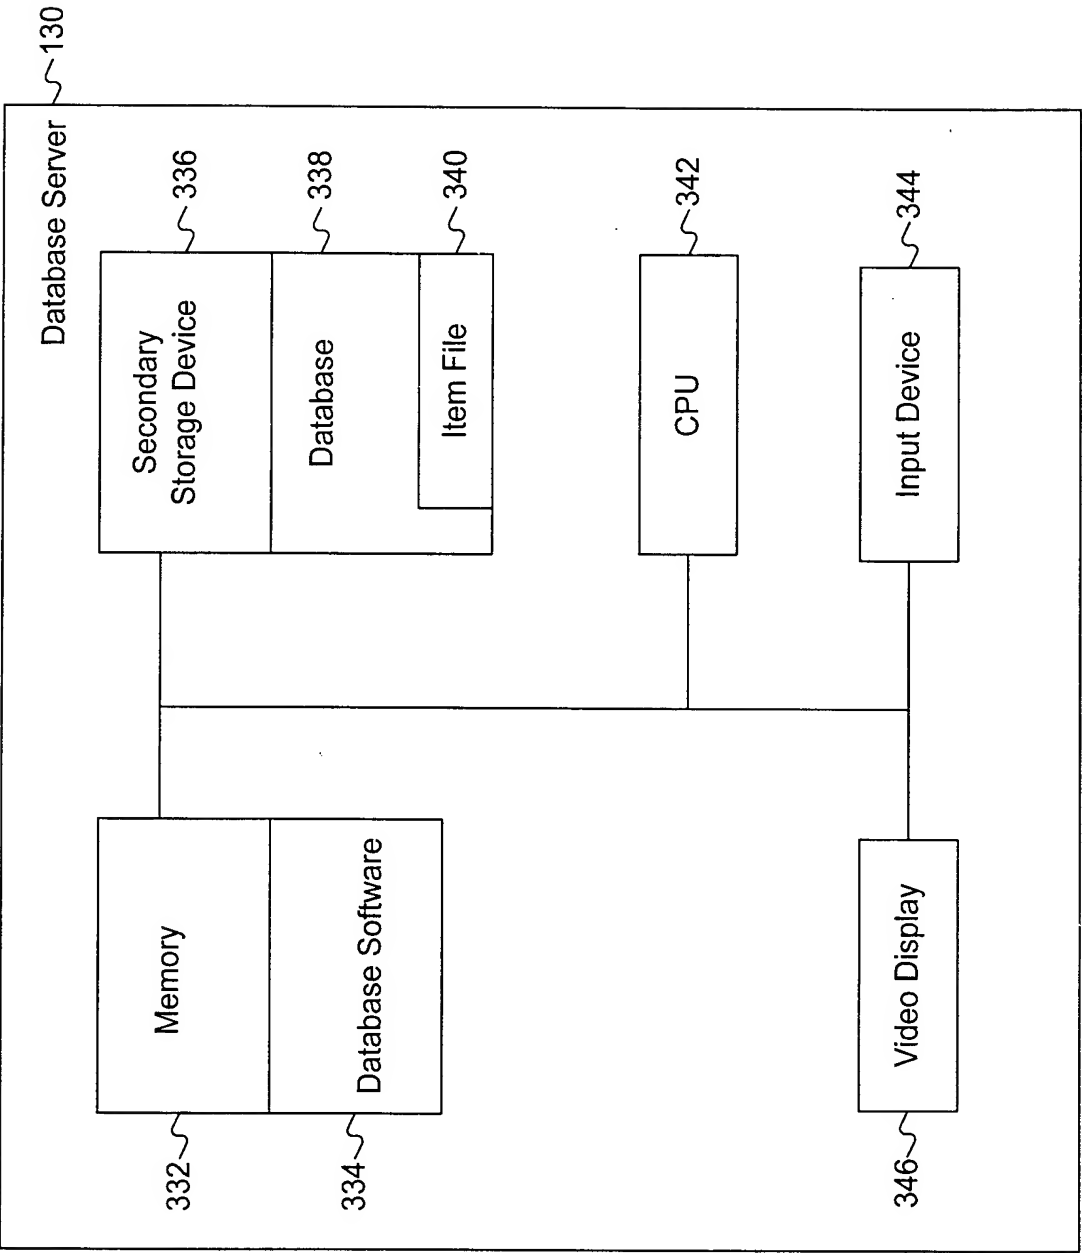 Database Server
130
Memory
332
Database Software
334
Secondary
Storage Device
336
Database
338
Item File
340
CPU
342
Video Display
346
Input Device
344